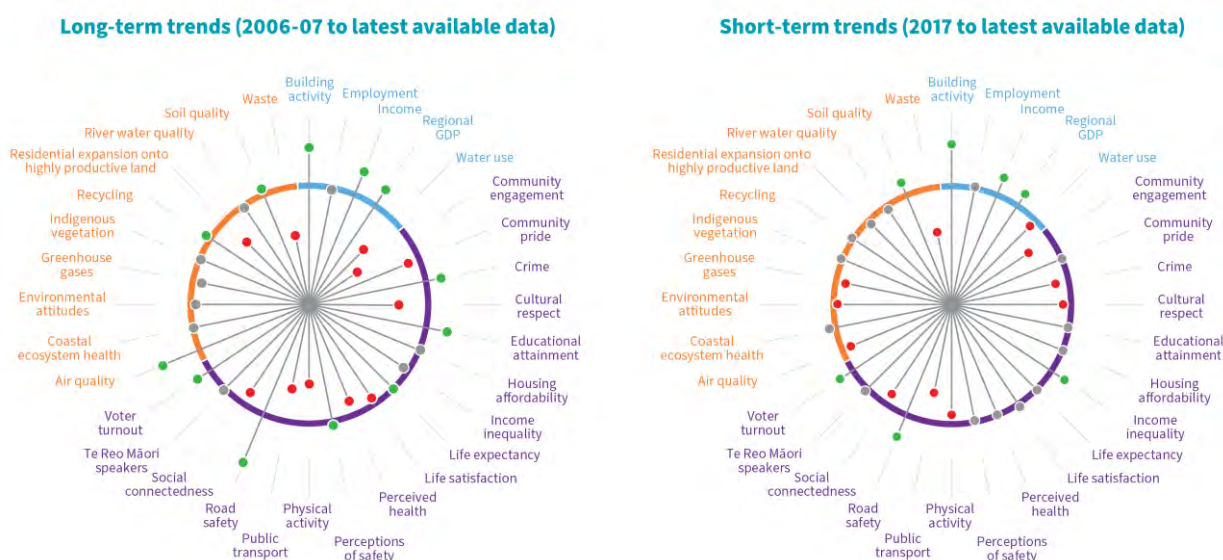 Long-term trends (2006-07 to latest available data)
Building
activity
Employment
Income
Regional
GDP
Water use
Community
engagement
Community
pride
Crime
Cultural
respect
Educational
attainment
Housing
affordability
Income
inequality
Life expectancy
Life satisfaction
Perceived
health
Perceptions
of safety
Physical
activity
Public
transport
Road
safety
Social
connectedness
Te Reo Māori
speakers
Voter
turnout
Air quality
Coastal
ecosystem health
Environmental
attitudes
Greenhouse
gases
Indigenous
vegetation
Recycling
Residential expansion onto
highly productive land
River water quality
Soil quality
Waste
Short-term trends (2017 to latest available data)
Building
activity
Employment
Income
Regional
GDP
Water use
Community
engagement
Community
pride
Crime
Cultural
respect
Educational
attainment
Housing
affordability
Income
inequality
Life expectancy
Life satisfaction
Perceived
health
Perceptions
of safety
Physical
activity
Public
transport
Road
safety
Social
connectedness
Te Reo Māori
speakers
Voter
turnout
Air quality
Coastal
ecosystem health
Environmental
attitudes
Greenhouse
gases
Indigenous
vegetation
Recycling
Residential expansion onto
highly productive land
River water quality
Soil quality
Waste